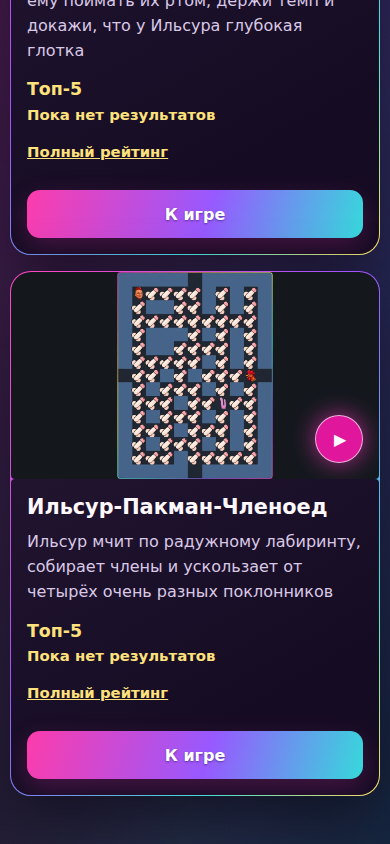 ему поймать их ртом, держи темп и
докажи, что у Ильсура глубокая
глотка
Топ-5
Пока нет результатов
Полный рейтинг
К игре
Ильсур-Пакман-Членоед
Ильсур мчит по радужному лабиринту,
собирает члены и ускользает от
четырёх очень разных поклонников
Топ-5
Пока нет результатов
Полный рейтинг
К игре